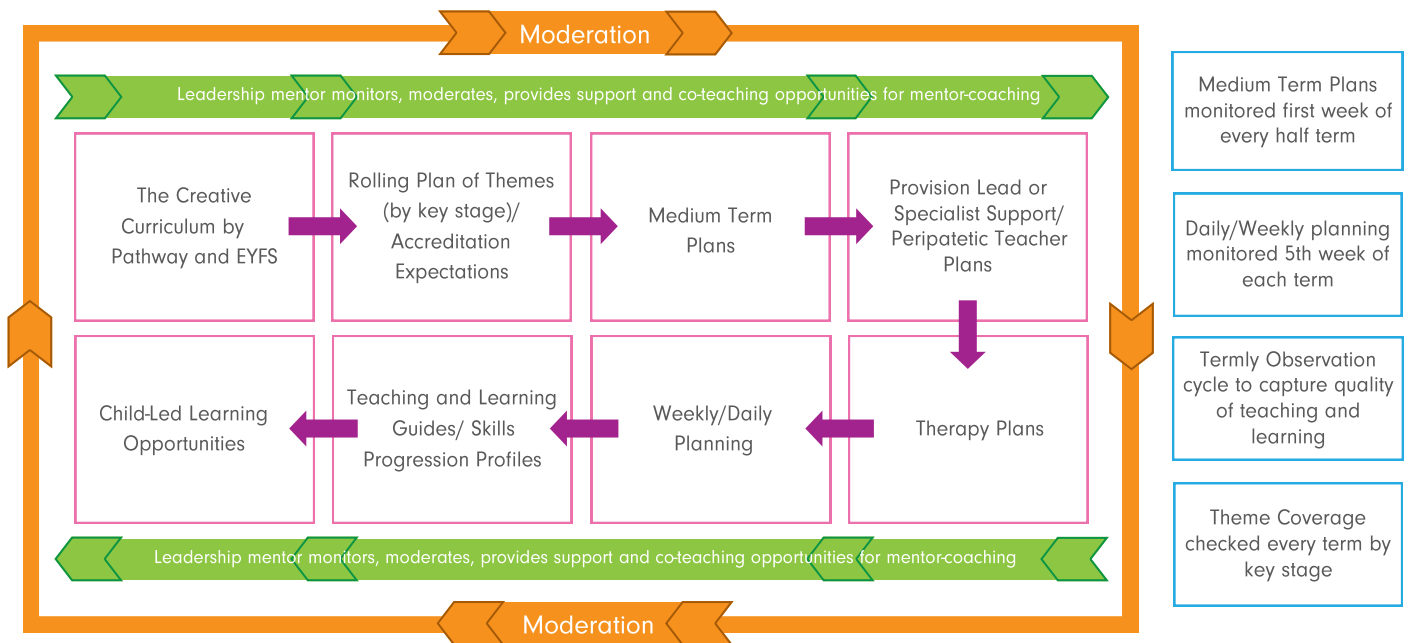 Moderation
Leadership mentor monitors, moderates, provides support and co-teaching opportunities for mentor-coaching
The Creative
Curriculum by
Pathway and EYFS
Rolling Plan of Themes
(by key stage)/
Accreditation
Expectations
Medium Term
Plans
Provision Lead or
Specialist Support/
Peripatetic Teacher
Plans
Child-Led Learning
Opportunities
Teaching and Learning
Guides/ Skills
Progression Profiles
Weekly/Daily
Planning
Therapy Plans
Leadership mentor monitors, moderates, provides support and co-teaching opportunities for mentor-coaching
Moderation
Medium Term Plans
monitored first week of
every half term
Daily/Weekly planning
monitored 5th week of
each term
Termly Observation
cycle to capture quality
of teaching and
learning
Theme Coverage
checked every term by
key stage